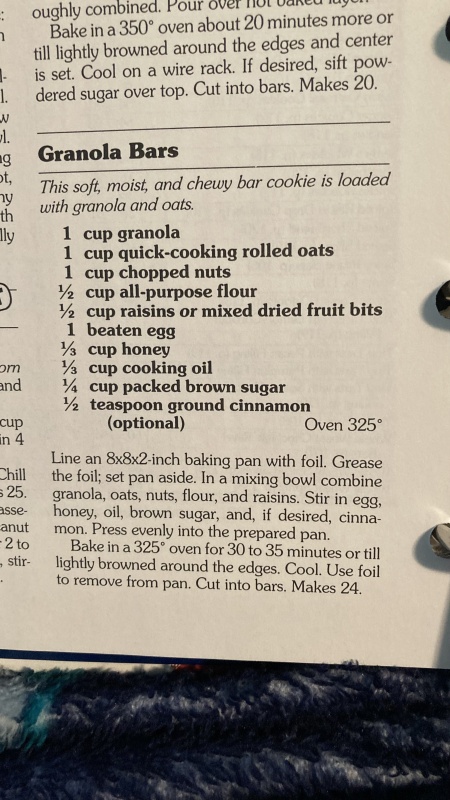 oughly combined. Pour over hot baked layer.
Bake in a 350° oven about 20 minutes more or
till lightly browned around the edges and center
is set. Cool on a wire rack. If desired, sift pow-
dered sugar over top. Cut into bars. Makes 20.
Granola Bars
This soft, moist, and chewy bar cookie is loaded
with granola and oats.
1 cup granola
1 cup quick-cooking rolled oats
1 cup chopped nuts
½ cup all-purpose flour
½ cup raisins or mixed dried fruit bits
1 beaten egg
⅓ cup honey
⅓ cup cooking oil
¼ cup packed brown sugar
½ teaspoon ground cinnamon
(optional) Oven 325°
Line an 8x8x2-inch baking pan with foil. Grease
the foil; set pan aside. In a mixing bowl combine
granola, oats, nuts, flour, and raisins. Stir in egg,
honey, oil, brown sugar, and, if desired, cinna-
mon. Press evenly into the prepared pan.
Bake in a 325° oven for 30 to 35 minutes or till
lightly browned around the edges. Cool. Use foil
to remove from pan. Cut into bars. Makes 24.